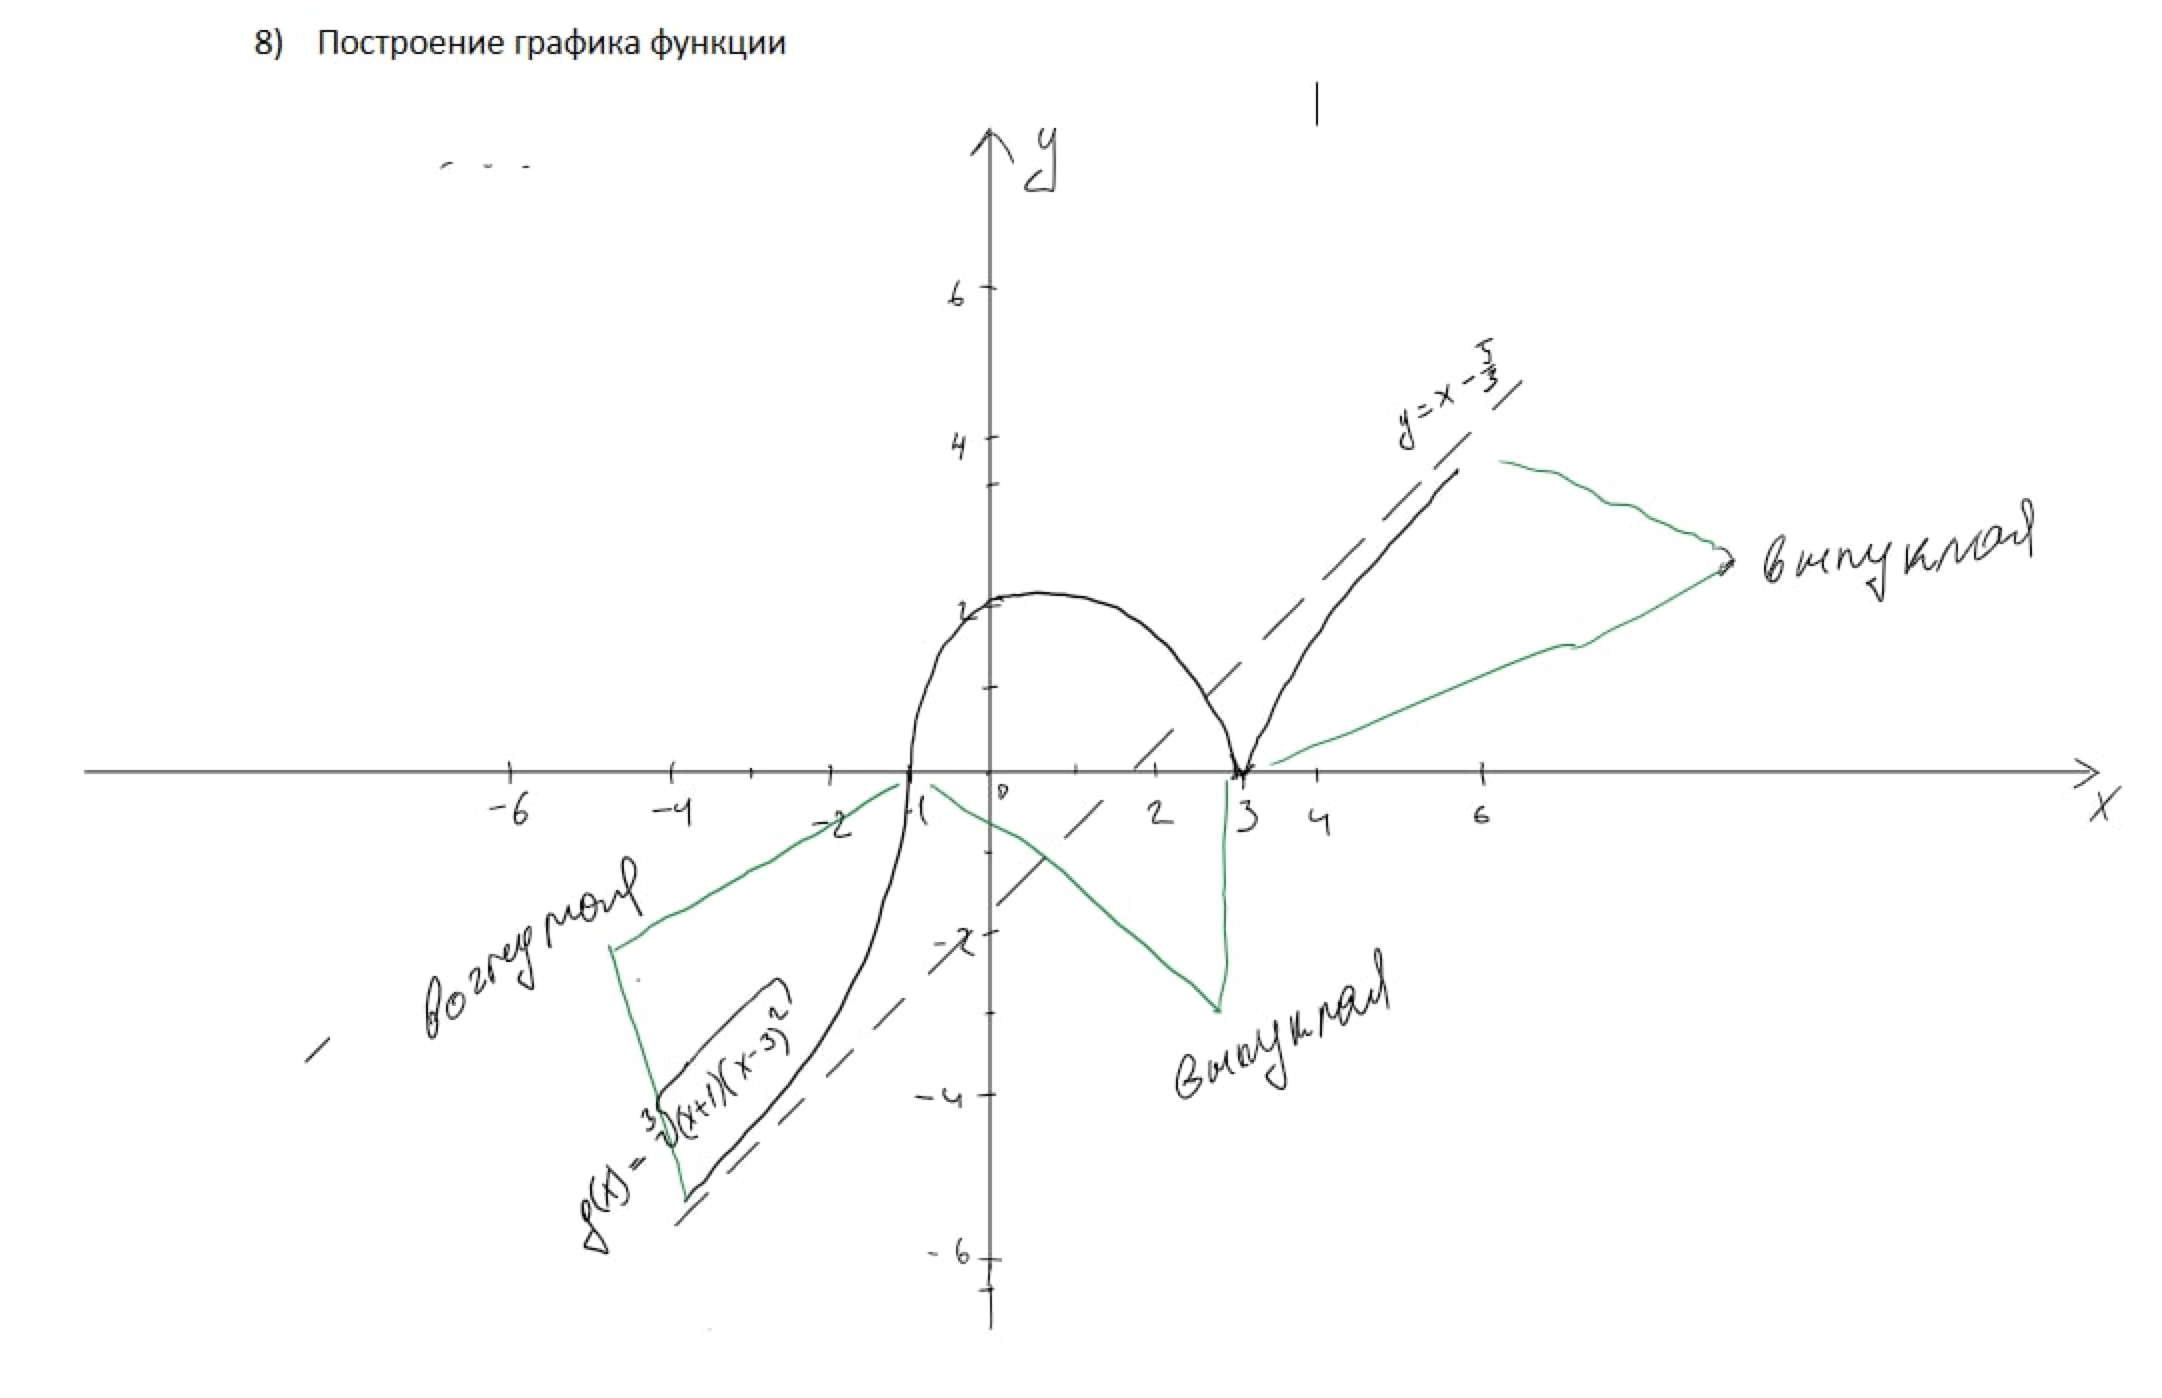 8) Построение графика функции
y
6
y=x-5/3
4
выпуклая
2
-6 -4 -2 -1 0 2 3 4 6 x
вогнутая
-2
выпуклая
f(x)=∛(x+1)(x-3)²
-4
-6